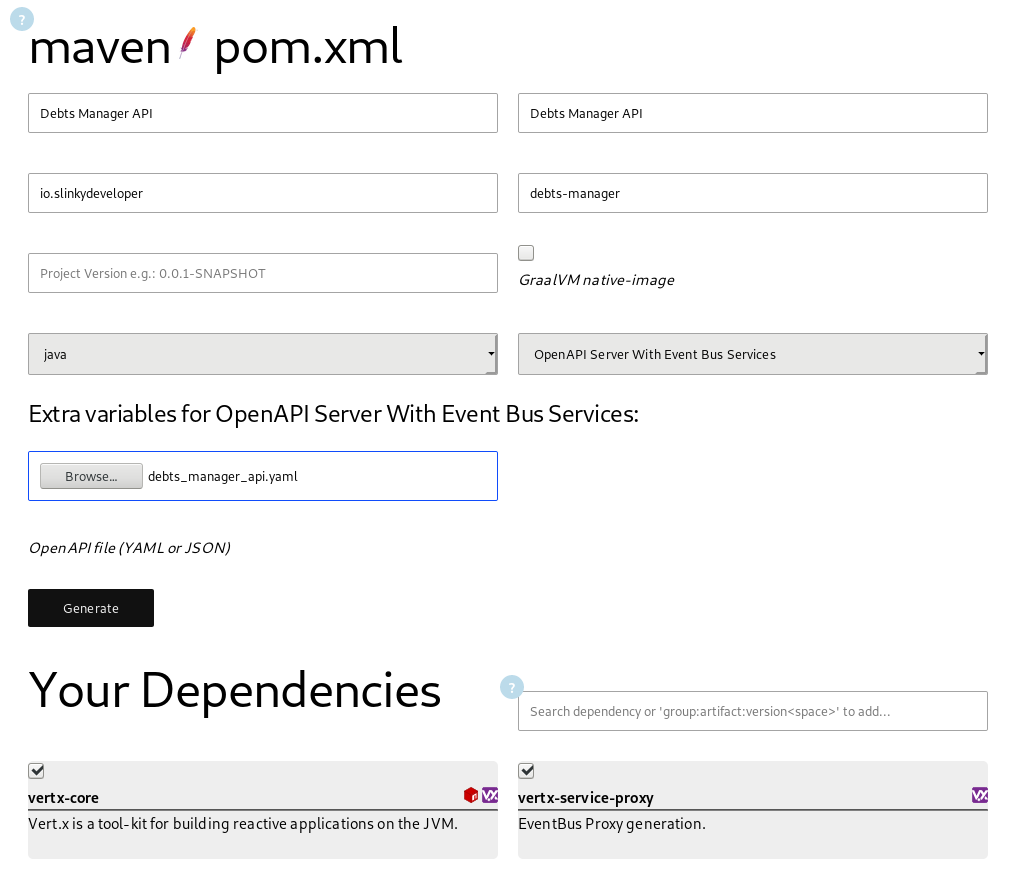 ?
maven pom.xml
Debts Manager API
Debts Manager API
io.slinkydeveloper
debts-manager
Project Version e.g.: 0.0.1-SNAPSHOT
GraalVM native-image
java
OpenAPI Server With Event Bus Services
Extra variables for OpenAPI Server With Event Bus Services:
Browse... debts_manager_api.yaml
OpenAPI file (YAML or JSON)
Generate
Your Dependencies
?
Search dependency or 'group:artifact:version<space>' to add...
vertx-core
VX
Vert.x is a tool-kit for building reactive applications on the JVM.
vertx-service-proxy
VX
EventBus Proxy generation.